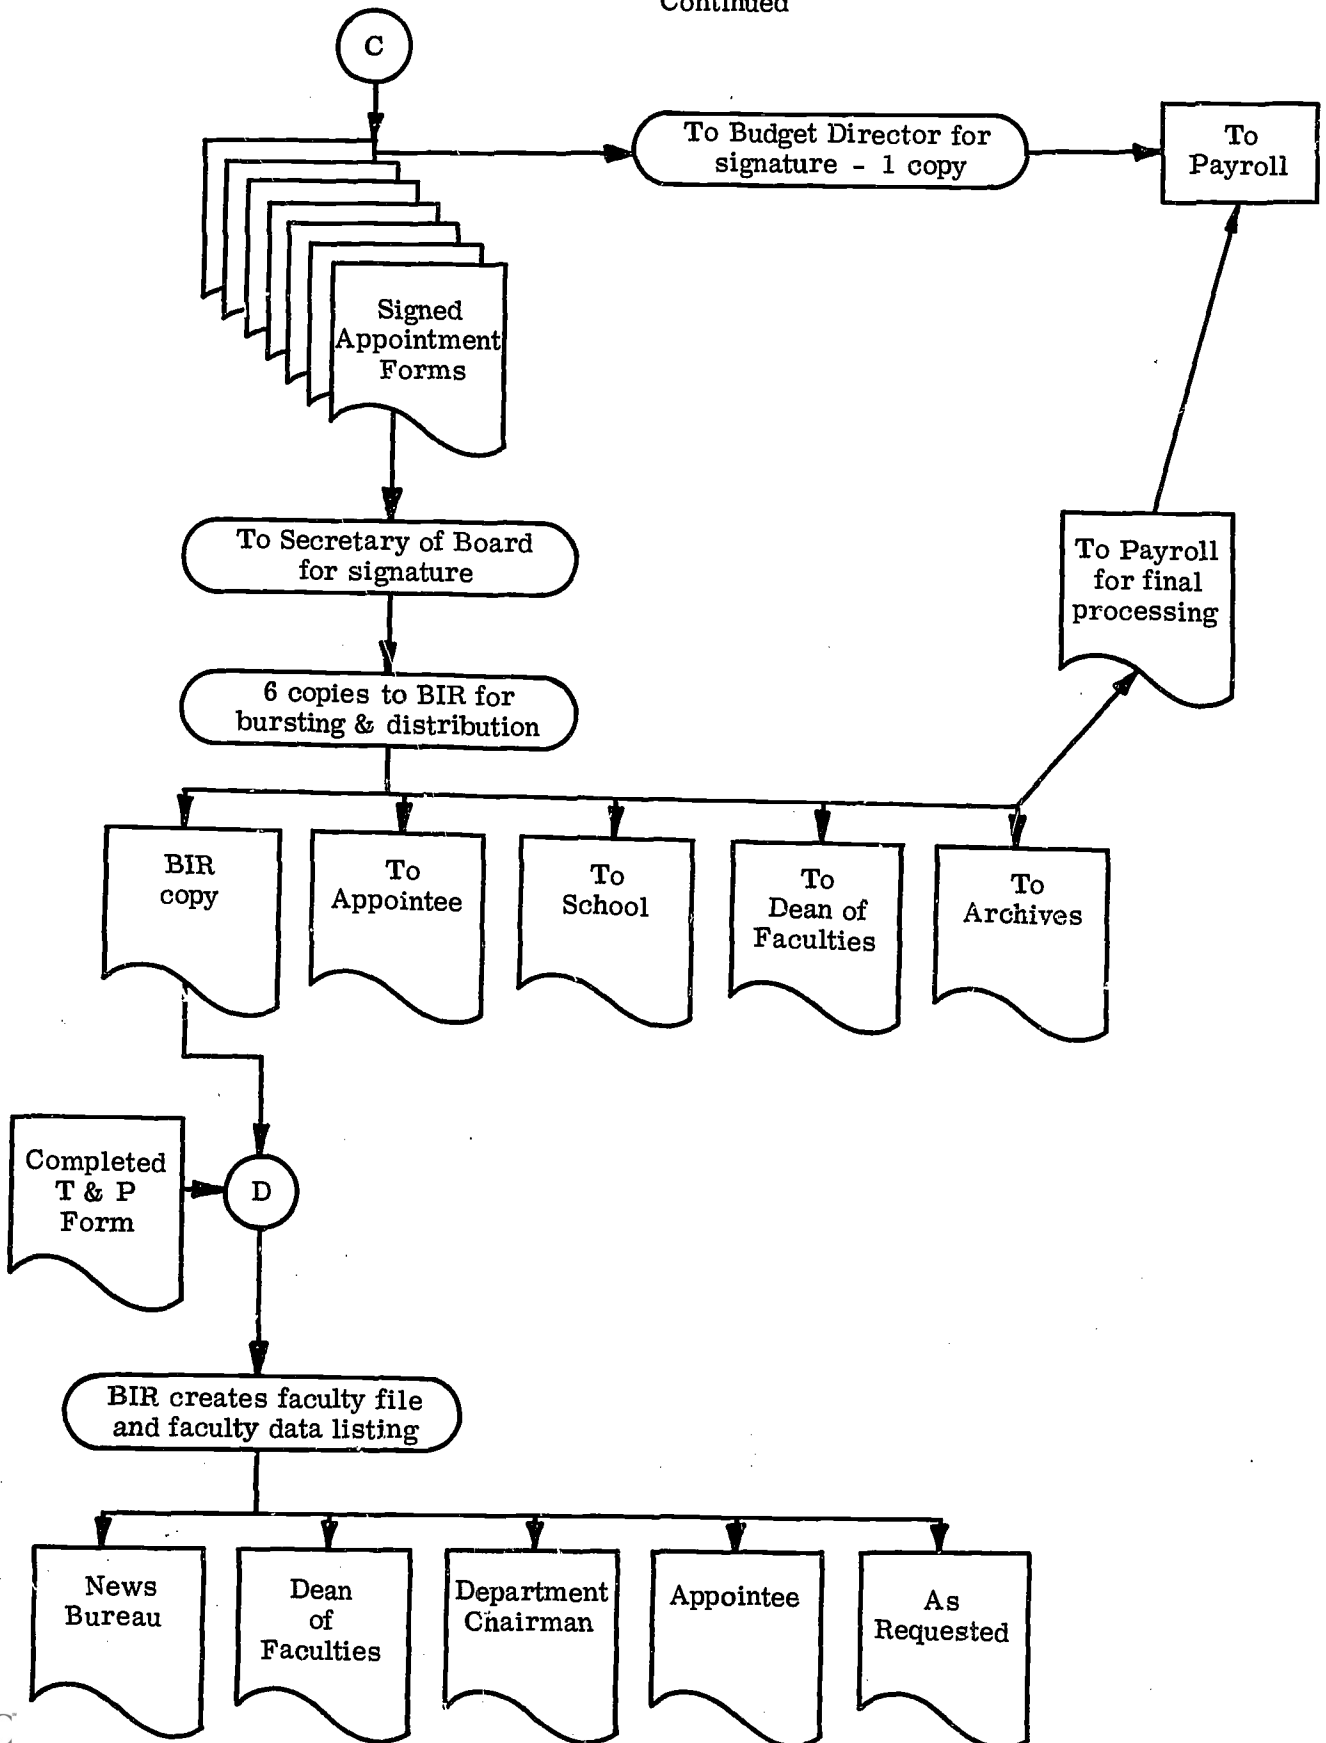 Continued
C
To Budget Director for
signature - 1 copy
To
Payroll
Signed
Appointment
Forms
To Secretary of Board
for signature
To Payroll
for final
processing
6 copies to BIR for
bursting & distribution
BIR
copy
To
Appointee
To
School
To
Dean of
Faculties
To
Archives
Completed
T & P
Form
D
BIR creates faculty file
and faculty data listing
News
Bureau
Dean
of
Faculties
Department
Chairman
Appointee
As
Requested